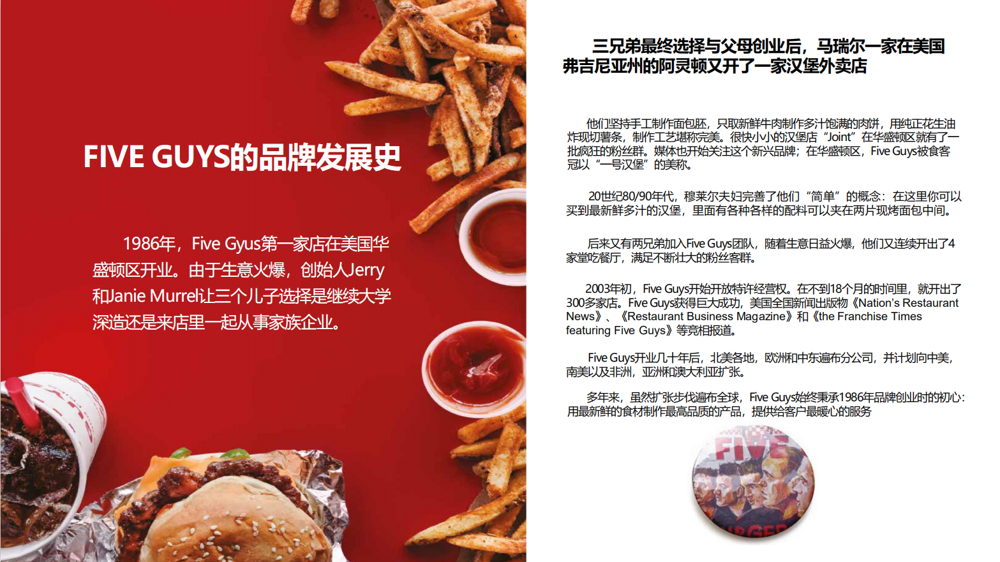 FIVE GUYS的品牌发展史
1986年，Five Gyus第一家店在美国华
盛顿区开业。由于生意火爆，创始人Jerry
和Janie Murrel让三个儿子选择是继续大学
深造还是来店里一起从事家族企业。
三兄弟最终选择与父母创业后，马瑞尔一家在美国
弗吉尼亚州的阿灵顿又开了一家汉堡外卖店
他们坚持手工制作面包胚，只取新鲜牛肉制作多汁饱满的肉饼，用纯正花生油
炸现切薯条，制作工艺堪称完美。很快小小的汉堡店“Joint”在华盛顿区就有了一
批疯狂的粉丝群。媒体也开始关注这个新兴品牌；在华盛顿区，Five Guys被食客
冠以“一号汉堡”的美称。
20世纪80/90年代，穆莱尔夫妇完善了他们“简单”的概念：在这里你可以
买到最新鲜多汁的汉堡，里面有各种各样的配料可以夹在两片现烤面包中间。
后来又有两兄弟加入Five Guys团队，随着生意日益火爆，他们又连续开出了4
家堂吃餐厅，满足不断壮大的粉丝客群。
2003年初，Five Guys开始开放特许经营权。在不到18个月的时间里，就开出了
300多家店。Five Guys获得巨大成功，美国全国新闻出版物《Nation’s Restaurant
News》、《Restaurant Business Magazine》和《the Franchise Times
featuring Five Guys》等竞相报道。
Five Guys开业几十年后，北美各地，欧洲和中东遍布分公司，并计划向中美，
南美以及非洲，亚洲和澳大利亚扩张。
多年来，虽然扩张步伐遍布全球，Five Guys始终秉承1986年品牌创业时的初心：
用最新鲜的食材制作最高品质的产品，提供给客户最暖心的服务
FIVE
BURGER